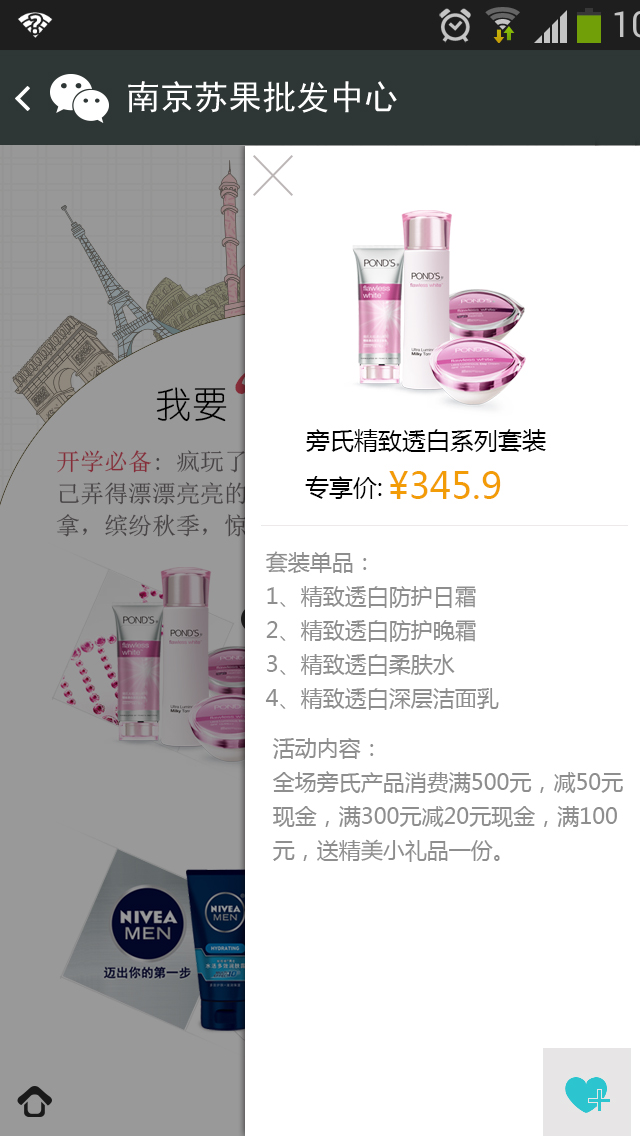 10
南京苏果批发中心
PONDS
flawless white
PONDS
flawless white
Ultra Luminous
Milky Toner
PONDS
PONDS
flawless white
旁氏精致透白系列套装
专享价: ¥345.9
套装单品：
1、精致透白防护日霜
2、精致透白防护晚霜
3、精致透白柔肤水
4、精致透白深层洁面乳
活动内容：
全场旁氏产品消费满500元，减50元
现金，满300元减20元现金，满100
元，送精美小礼品一份。
我要
开学必备：疯玩了
己弄得漂漂亮亮的
拿，缤纷秋季，惊
POND'S
flawless
white
POND'S
NIVEA
MEN
迈出你的第一步
NIVEA
MEN
HYDRATING